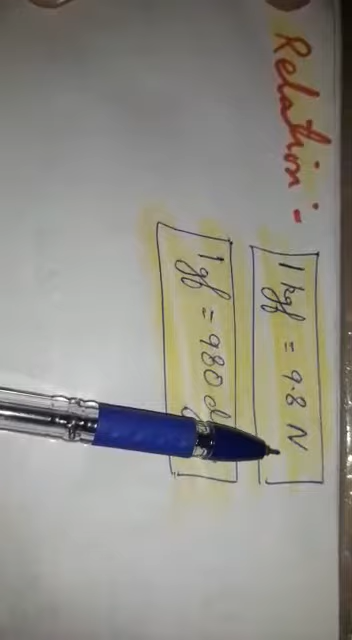 Relation:-
1 kgf = 9.8 N
1 gf = 980 d